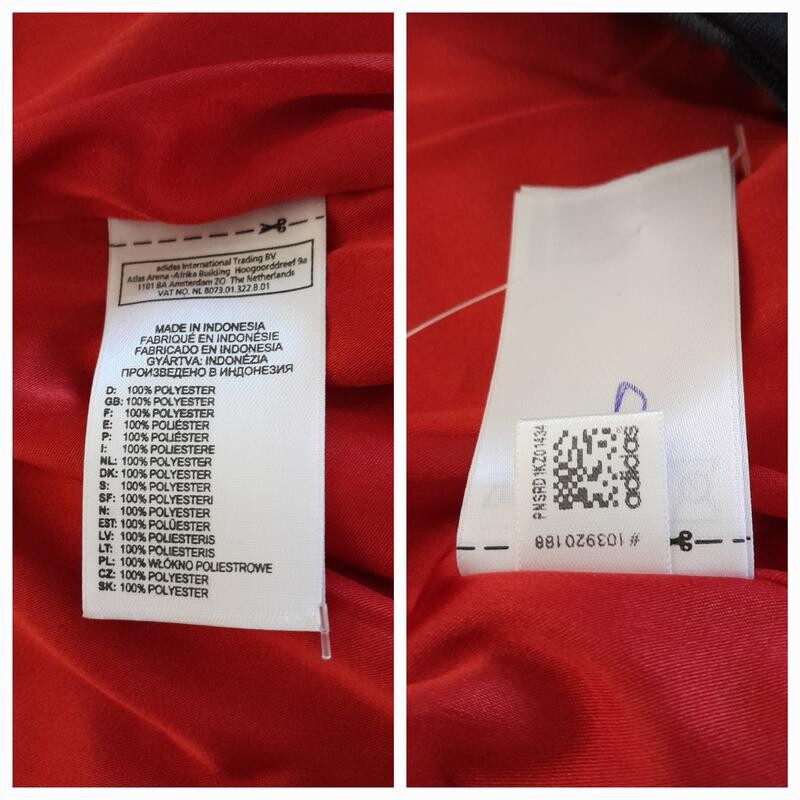 adidas International Trading BV
Atlas Arena -Afrika Building Hoogoorddreef 9a
1101 BA Amsterdam ZO The Netherlands
VAT NO. NL 8073.01.322.B.01
MADE IN INDONESIA
FABRIQUÉ EN INDONÉSIE
FABRICADO EN INDONESIA
GYÁRTVA: INDONÉZIA
ПРОИЗВЕДЕНО В ИНДОНЕЗИЯ
D: 100% POLYESTER
GB: 100% POLYESTER
F: 100% POLYESTER
E: 100% POLIÉSTER
P: 100% POLIÉSTER
I: 100% POLIESTERE
NL: 100% POLYESTER
DK: 100% POLYESTER
S: 100% POLYESTER
SF: 100% POLYESTERI
N: 100% POLYESTER
EST: 100% POLÜESTER
LV: 100% POLIESTERIS
LT: 100% POLIESTERIS
PL: 100% WŁÓKNO POLIESTROWE
CZ: 100% POLYESTER
SK: 100% POLYESTER
PNSRD1KZ01434
adidas
# 103920188